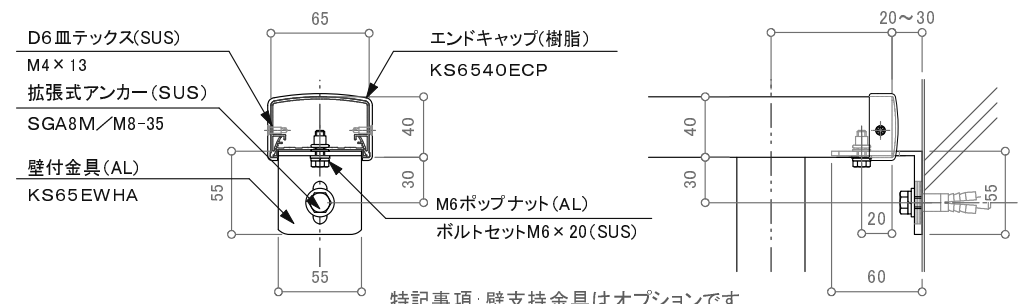 65
20～30
D6皿テックス(SUS)
M4×13
エンドキャップ(樹脂)
KS6540ECP
拡張式アンカー(SUS)
SGA8M／M8-35
40
40
壁付金具(AL)
KS65EWHA
55
30
30
55
M6ポップナット(AL)
ボルトセットM6×20(SUS)
20
55
60
特記事項:壁支持金具はオプションです